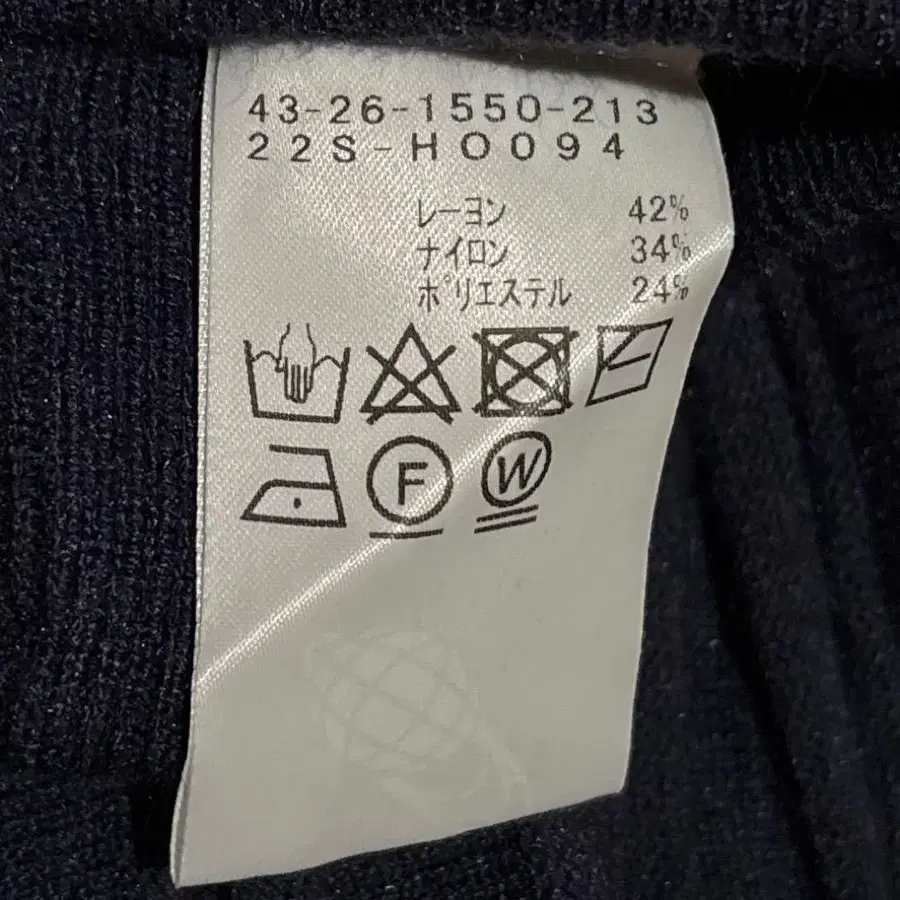 43-26-1550-213
22S-HO094
レーヨン 42%
ナイロン 34%
ポリエステル 24%
F W